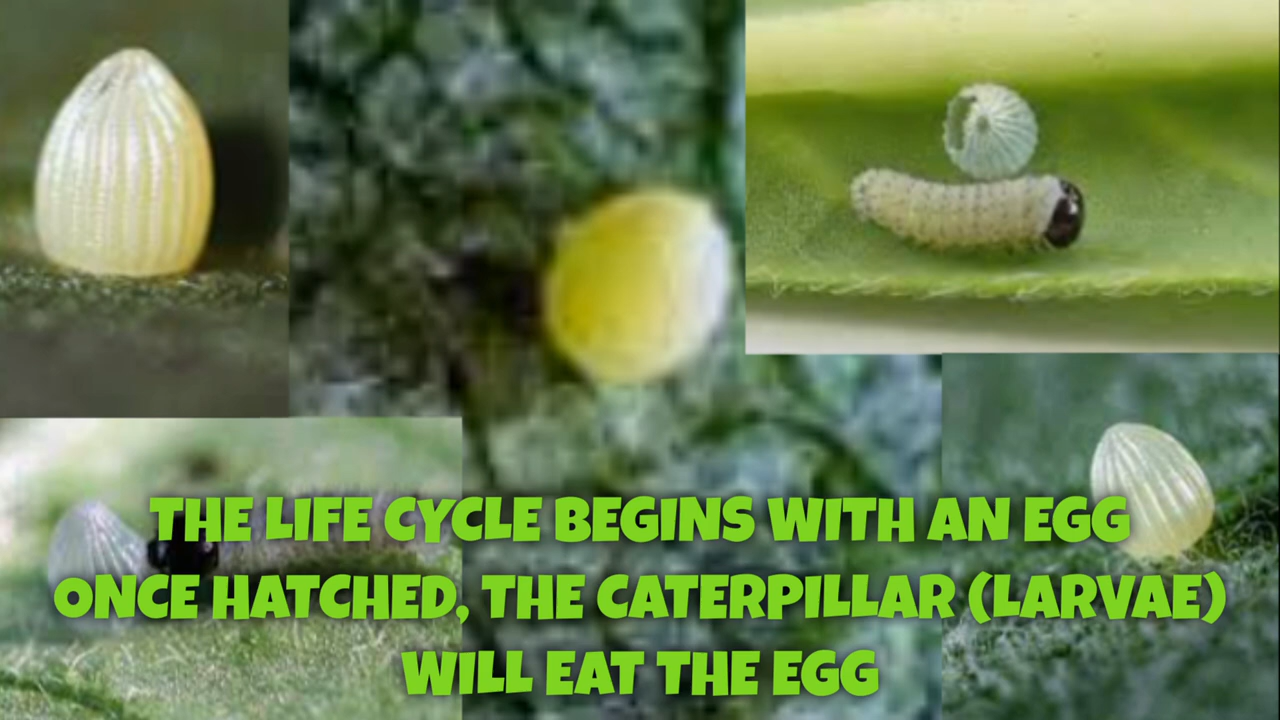 THE LIFE CYCLE BEGINS WITH AN EGG
ONCE HATCHED, THE CATERPILLAR (LARVAE)
WILL EAT THE EGG